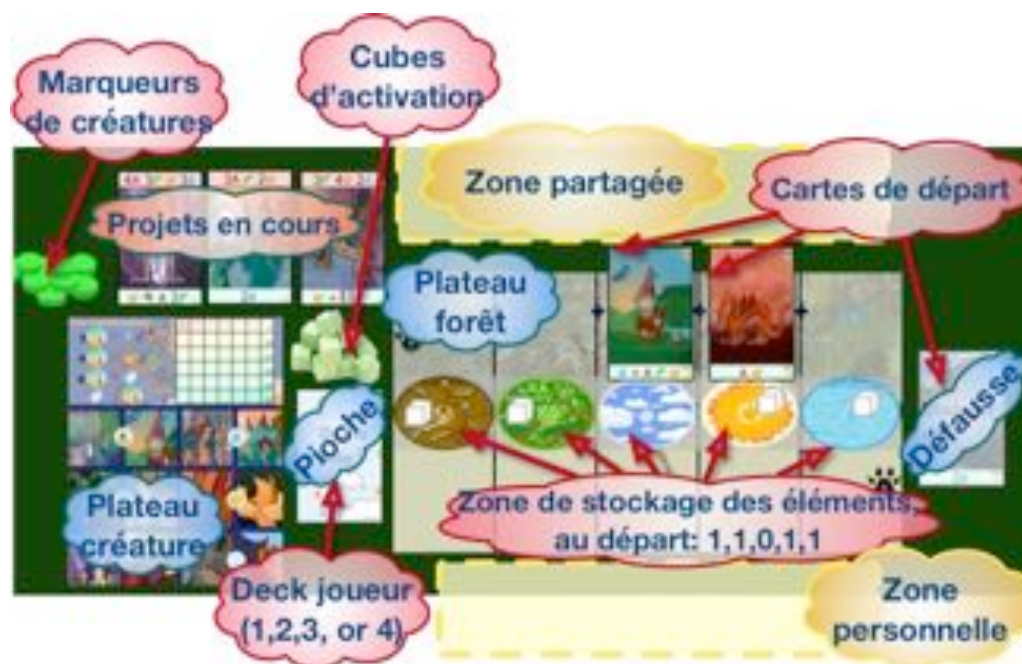 Marqueurs
de créatures
Cubes
d'activation
Zone partagée
Cartes de départ
Projets en cours
Plateau
forêt
Pioche
Défausse
Plateau
créature
Zone de stockage des éléments,
au départ: 1,1,0,1,1
Deck joueur
(1,2,3, or 4)
Zone
personnelle